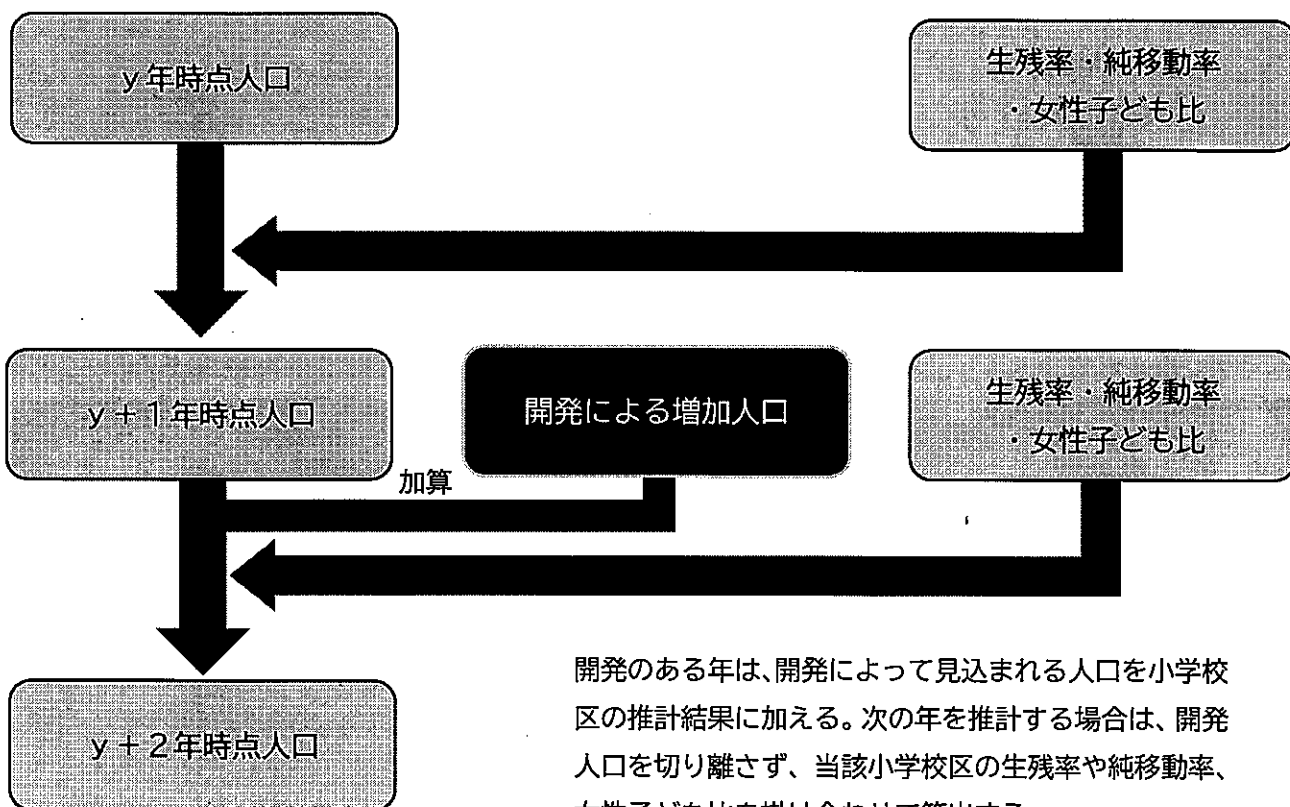 y年時点人口
生残率・純移動率
・女性子ども比
y+1年時点人口
開発による増加人口
生残率・純移動率
・女性子ども比
加算
y+2年時点人口
開発のある年は、開発によって見込まれる人口を小学校
区の推計結果に加える。次の年を推計する場合は、開発
人口を切り離さず、当該小学校区の生残率や純移動率、